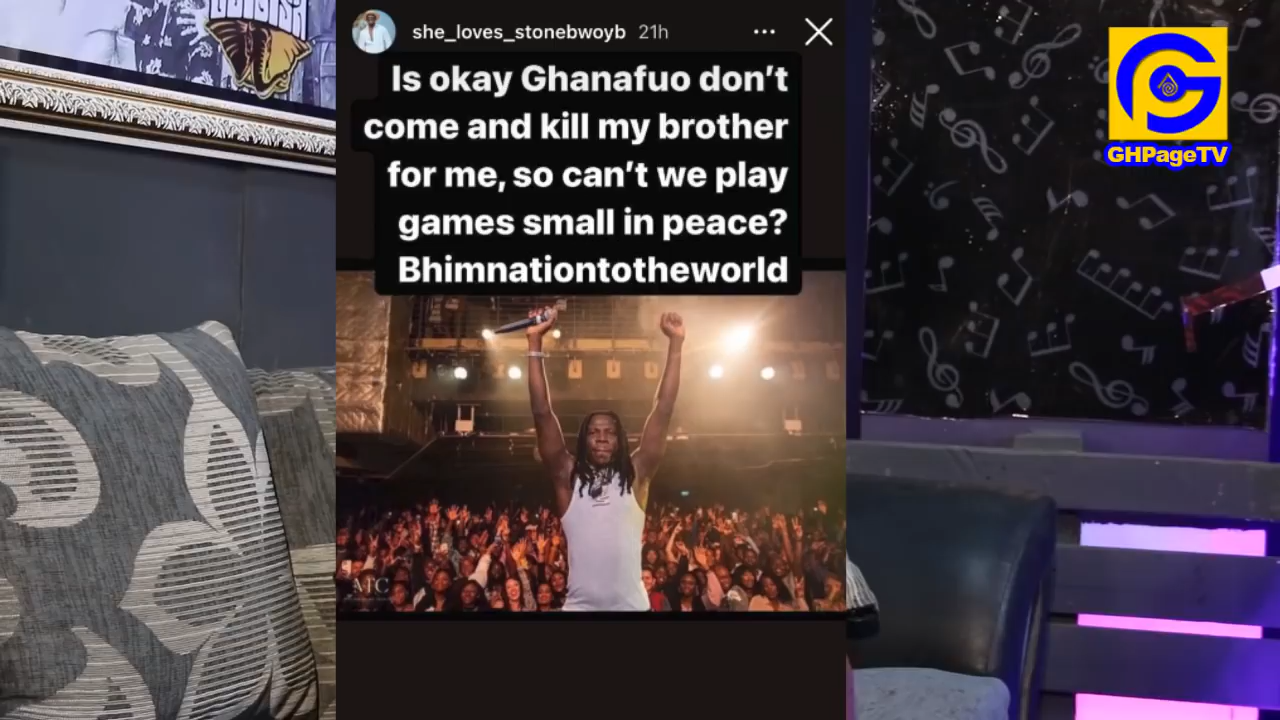 she_loves_stonebwoyb 21h
Is okay Ghanafuo don't
come and kill my brother
for me, so can't we play
games small in peace?
Bhimnationtotheworld
GHPageTV